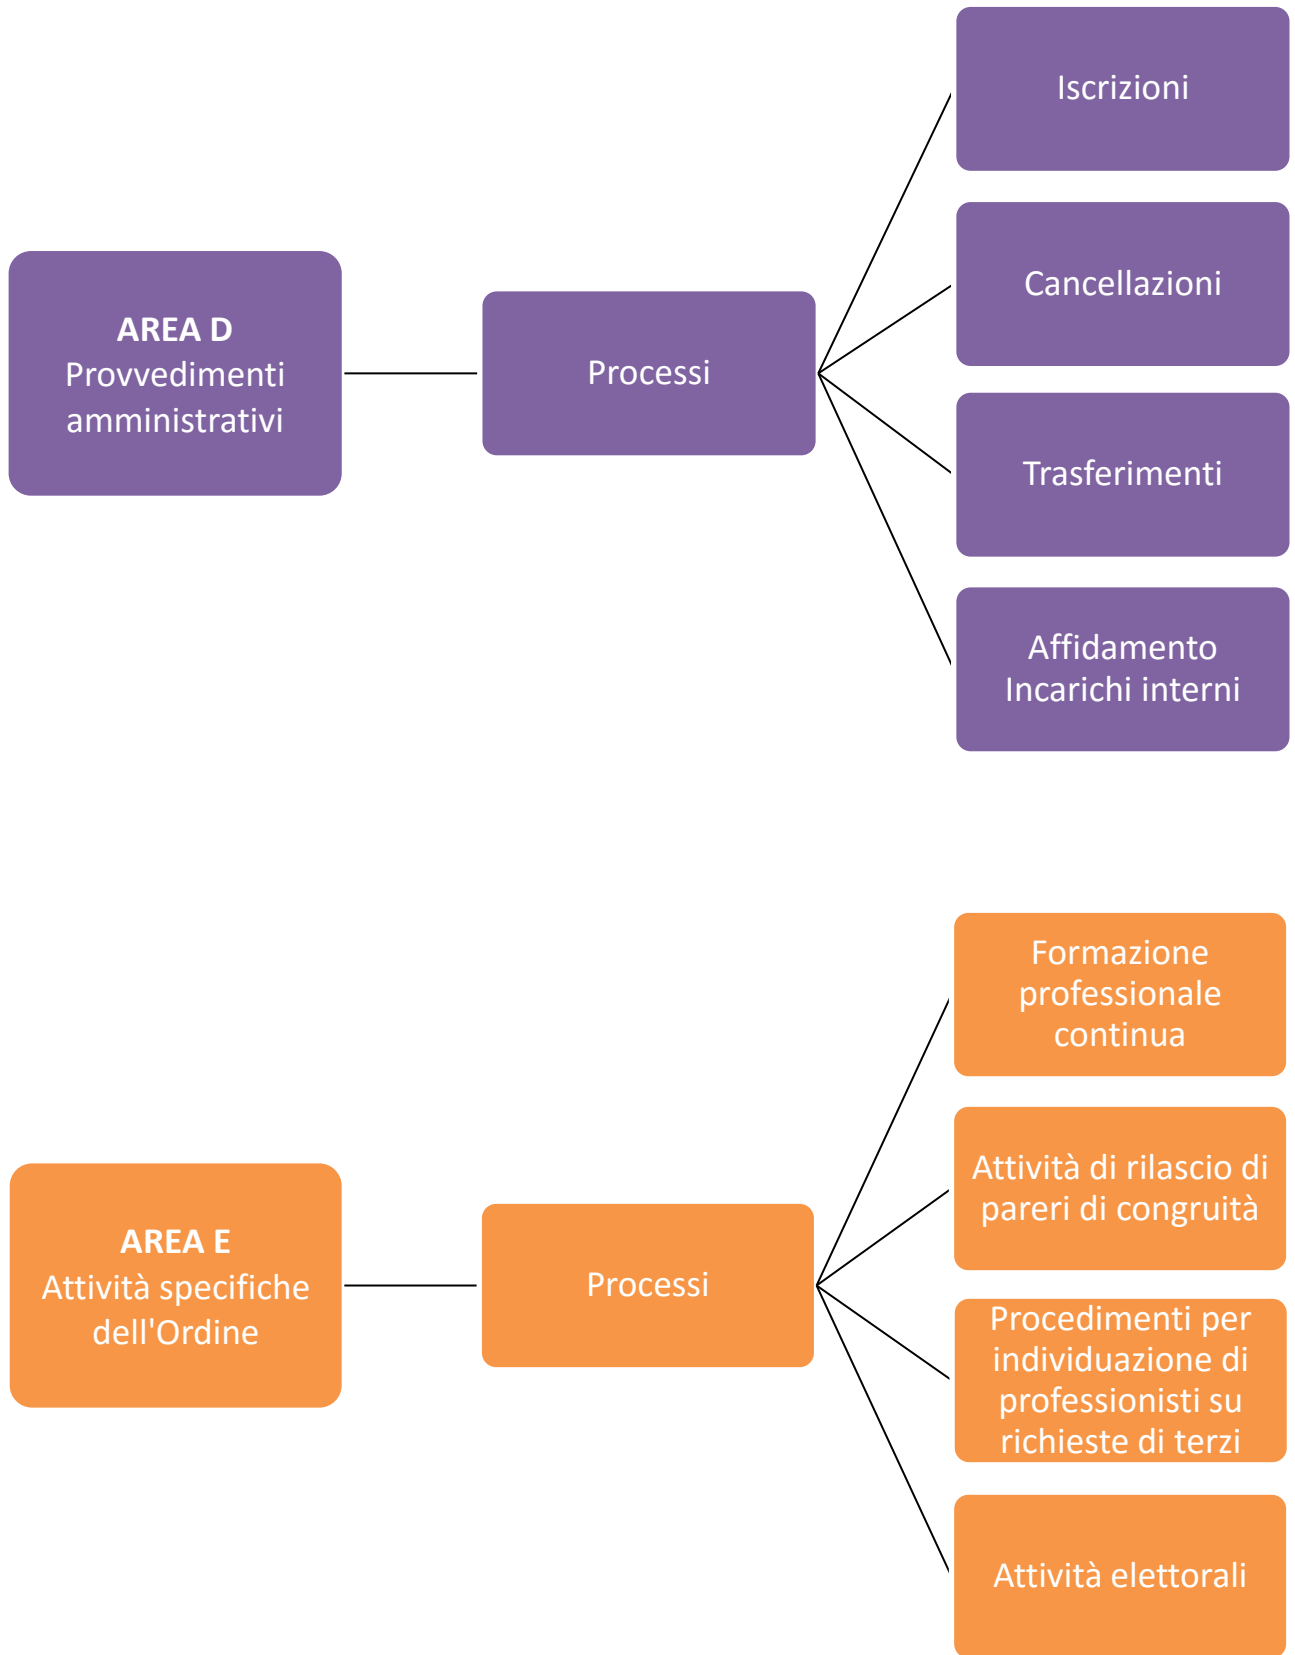 AREA D
Provvedimenti
amministrativi
Processi
Iscrizioni
Cancellazioni
Trasferimenti
Affidamento
Incarichi interni
AREA E
Attività specifiche
dell'Ordine
Processi
Formazione
professionale
continua
Attività di rilascio di
pareri di congruità
Procedimenti per
individuazione di
professionisti su
richieste di terzi
Attività elettorali